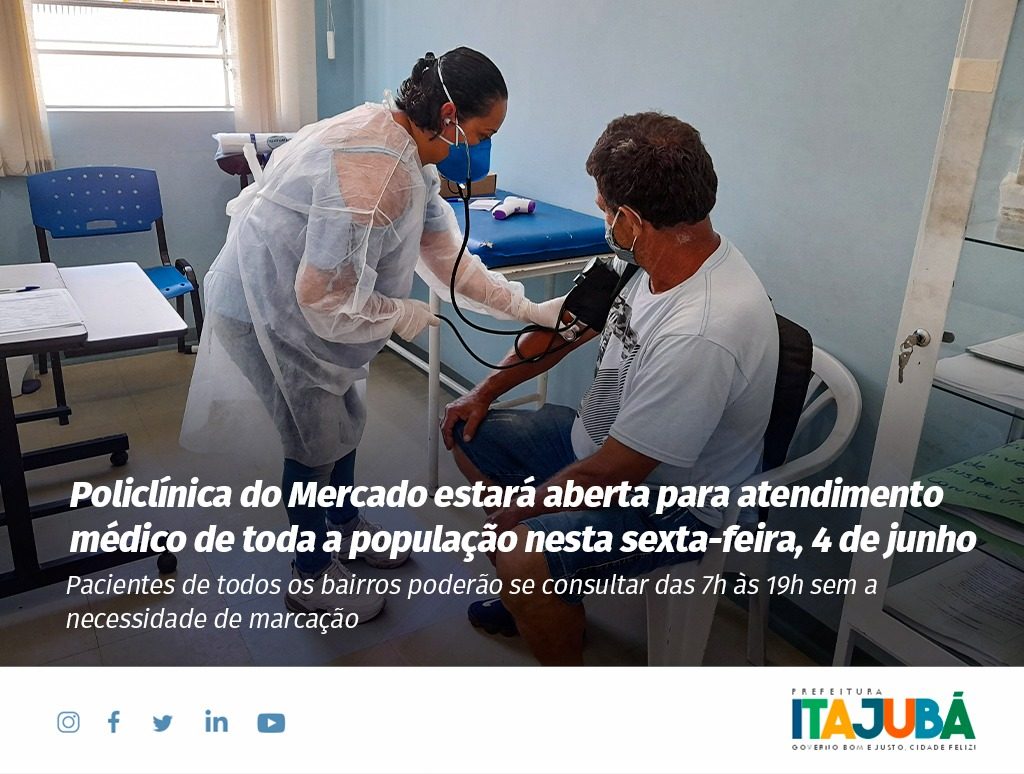 Policlínica do Mercado estará aberta para atendimento
médico de toda a população nesta sexta-feira, 4 de junho
Pacientes de todos os bairros poderão se consultar das 7h às 19h sem a
necessidade de marcação
PREFEITURA
ITAJUBÁ
GOVERNO BOM E JUSTO, CIDADE FELIZ!